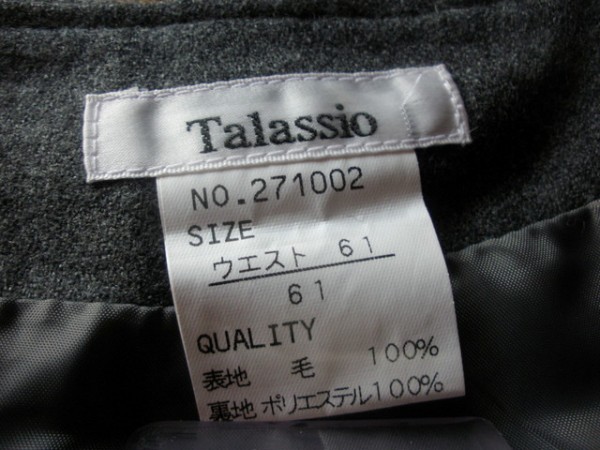 Talassio
NO.271002
SIZE
ウエスト 61
61
QUALITY
表地 毛 100%
裏地 ポリエステル100%